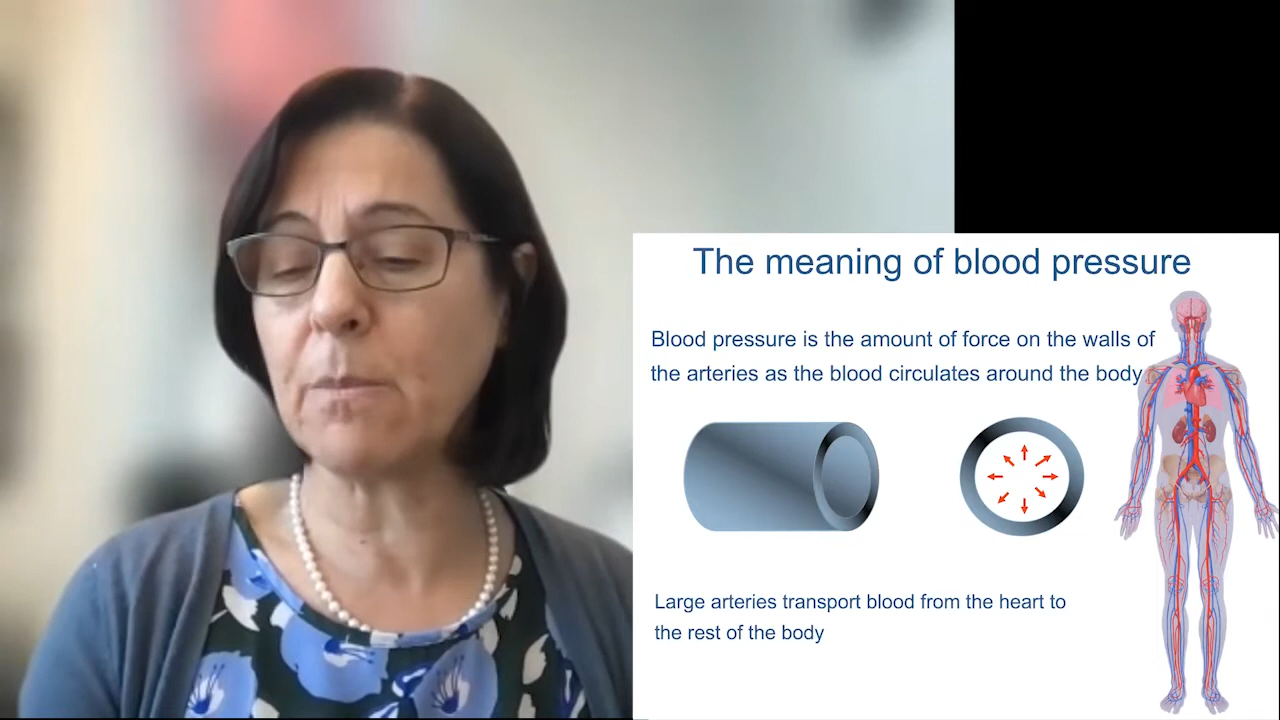 The meaning of blood pressure
Blood pressure is the amount of force on the walls of
the arteries as the blood circulates around the body
Large arteries transport blood from the heart to
the rest of the body